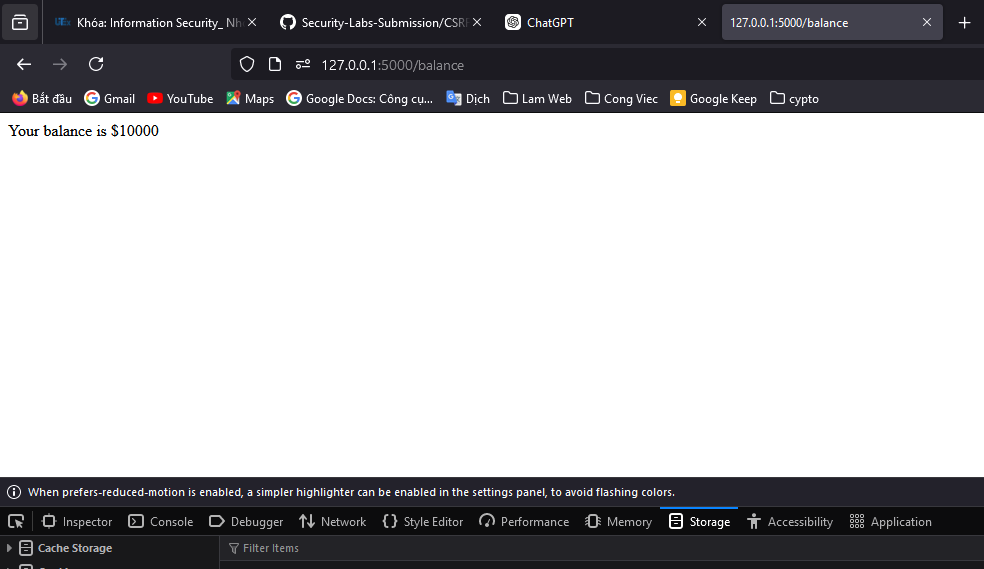 Khóa: Information Security_ Nh
Security-Labs-Submission/CSRF
ChatGPT
127.0.0.1:5000/balance
127.0.0.1:5000/balance
Bắt đầu Gmail YouTube Maps Google Docs: Công cụ... Dịch Lam Web Cong Viec Google Keep cypto
Your balance is $10000
When prefers-reduced-motion is enabled, a simpler highlighter can be enabled in the settings panel, to avoid flashing colors.
Inspector Console Debugger Network Style Editor Performance Memory Storage Accessibility Application
Cache Storage Filter Items